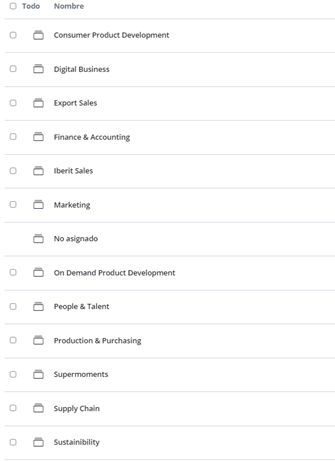 Todo Nombre
Consumer Product Development
Digital Business
Export Sales
Finance & Accounting
Iberit Sales
Marketing
No asignado
On Demand Product Development
People & Talent
Production & Purchasing
Supermoments
Supply Chain
Sustainibility